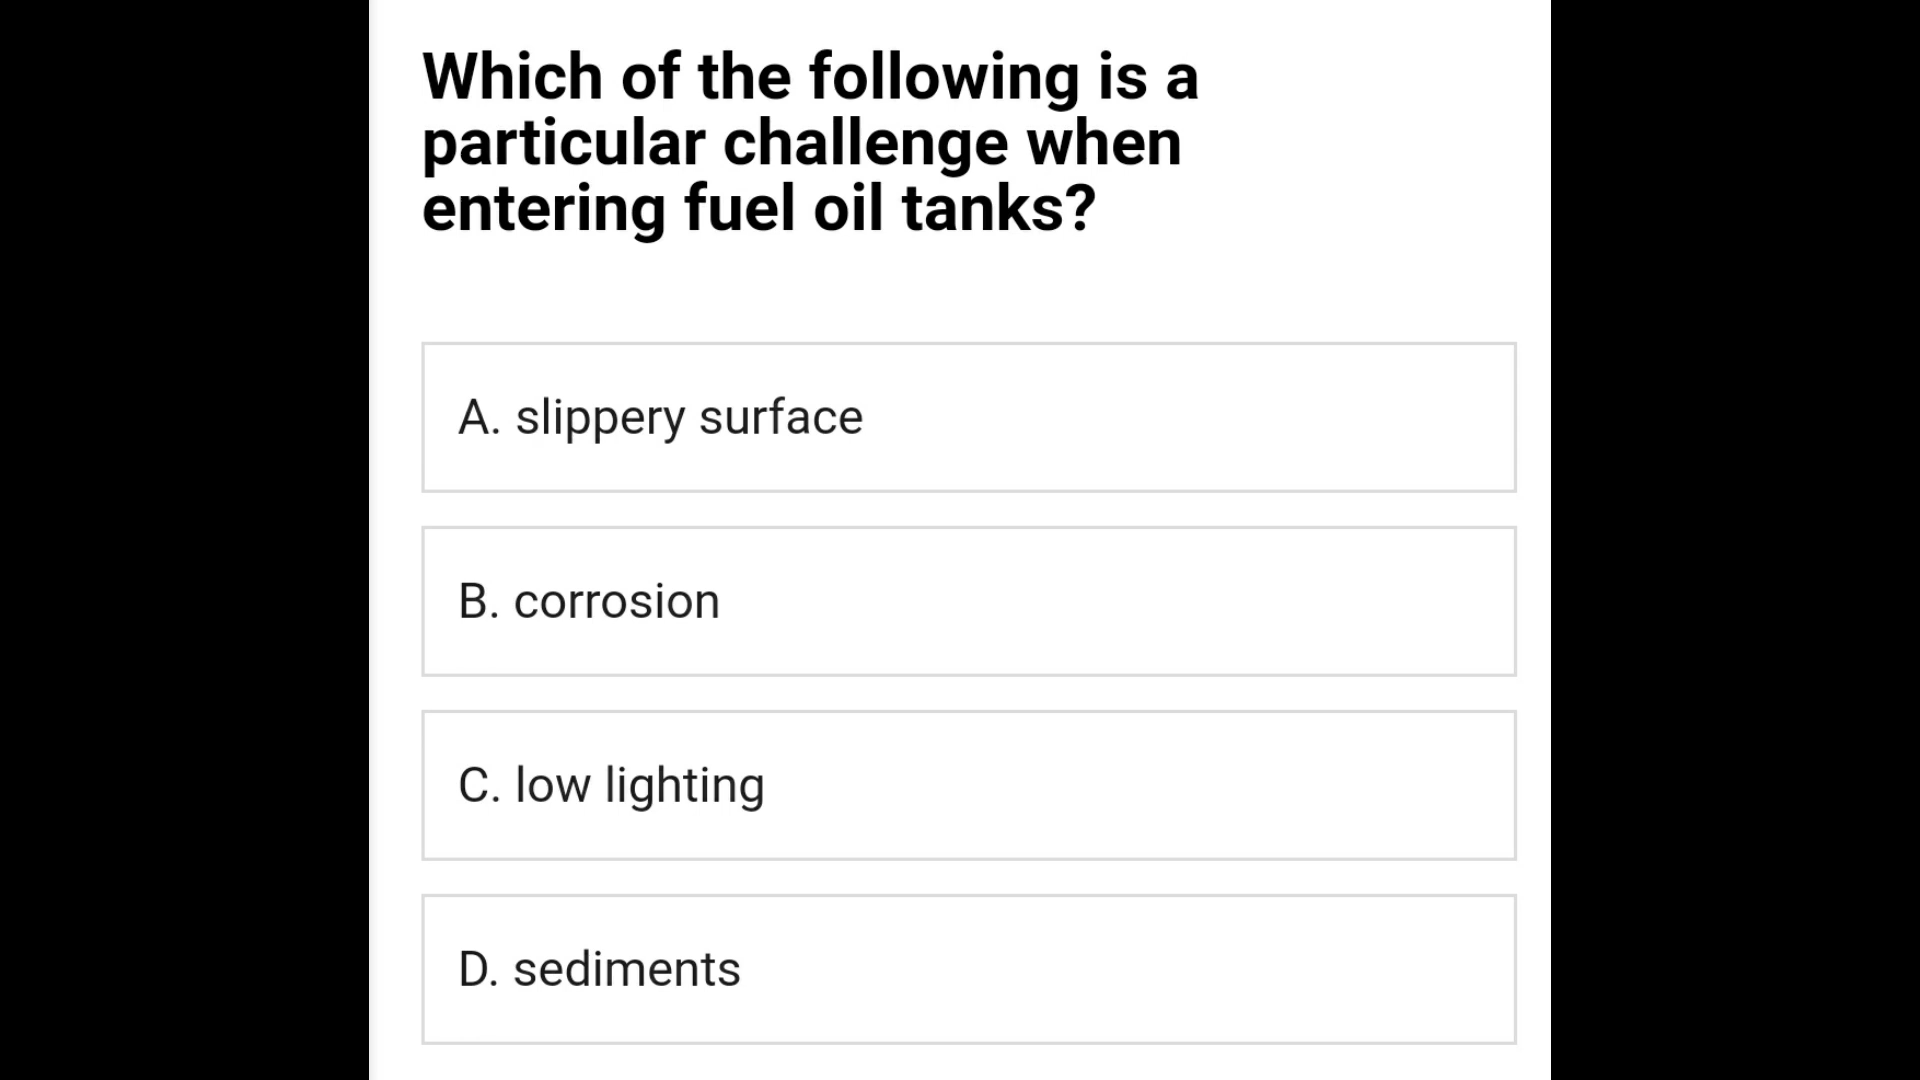 Which of the following is a
particular challenge when
entering fuel oil tanks?
A. slippery surface
B. corrosion
C. low lighting
D. sediments